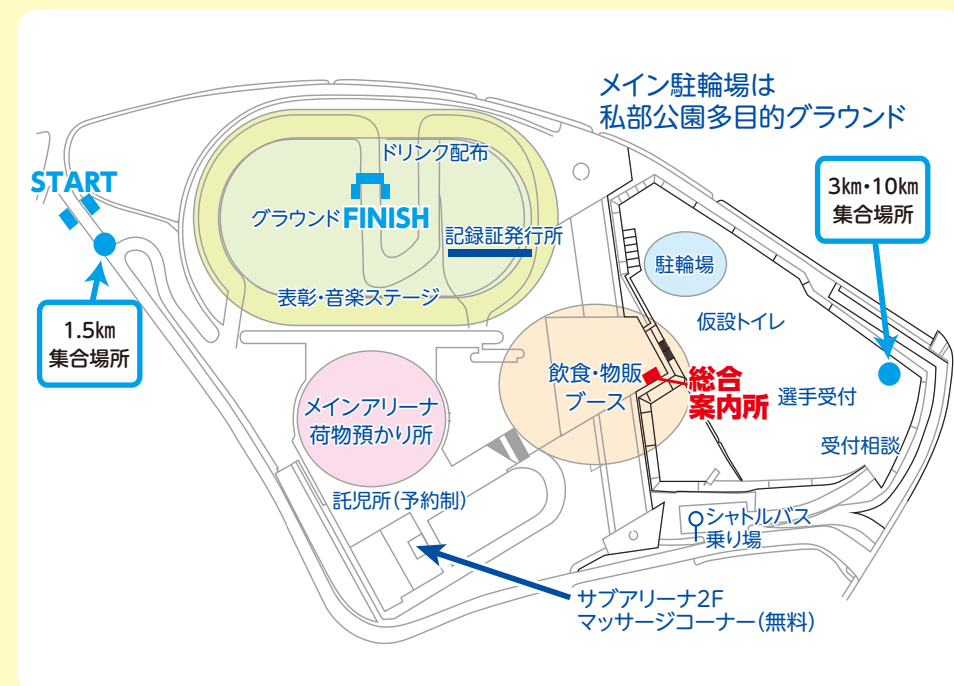 メイン駐輪場は
私部公園多目的グラウンド
ドリンク配布
START
3km・10km
集合場所
グラウンド FINISH
記録証発行所
駐輪場
表彰・音楽ステージ
仮設トイレ
1.5km
集合場所
飲食・物販
ブース
総合
案内所
選手受付
メインアリーナ
荷物預かり所
受付相談
託児所(予約制)
シャトルバス
乗り場
サブアリーナ2F
マッサージコーナー(無料)